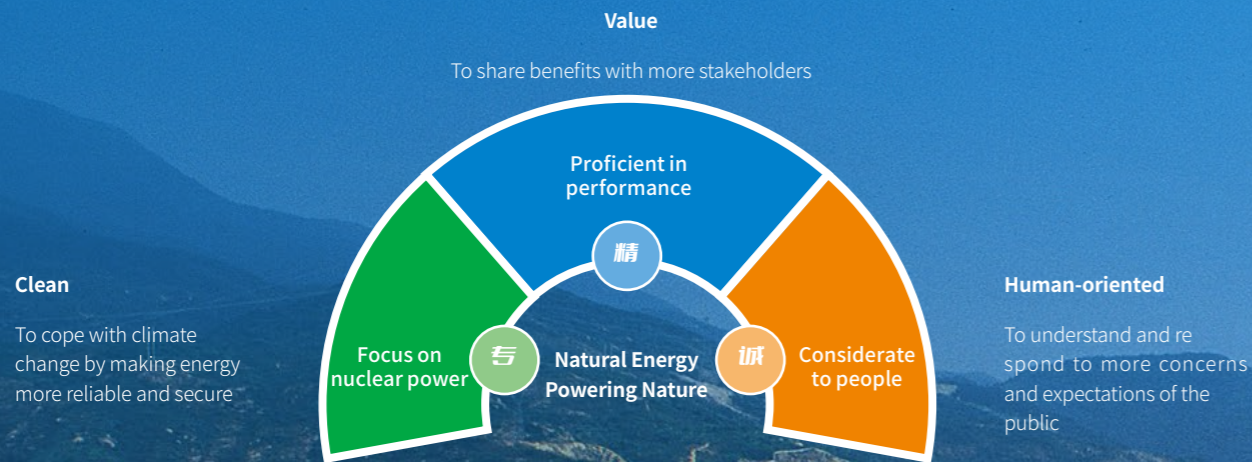 Value
To share benefits with more stakeholders
Proficient in
performance
精
Clean
To cope with climate
change by making energy
more reliable and secure
Focus on
nuclear power
专
Natural Energy
Powering Nature
诚
Considerate
to people
Human-oriented
To understand and re
spond to more concerns
and expectations of the
public